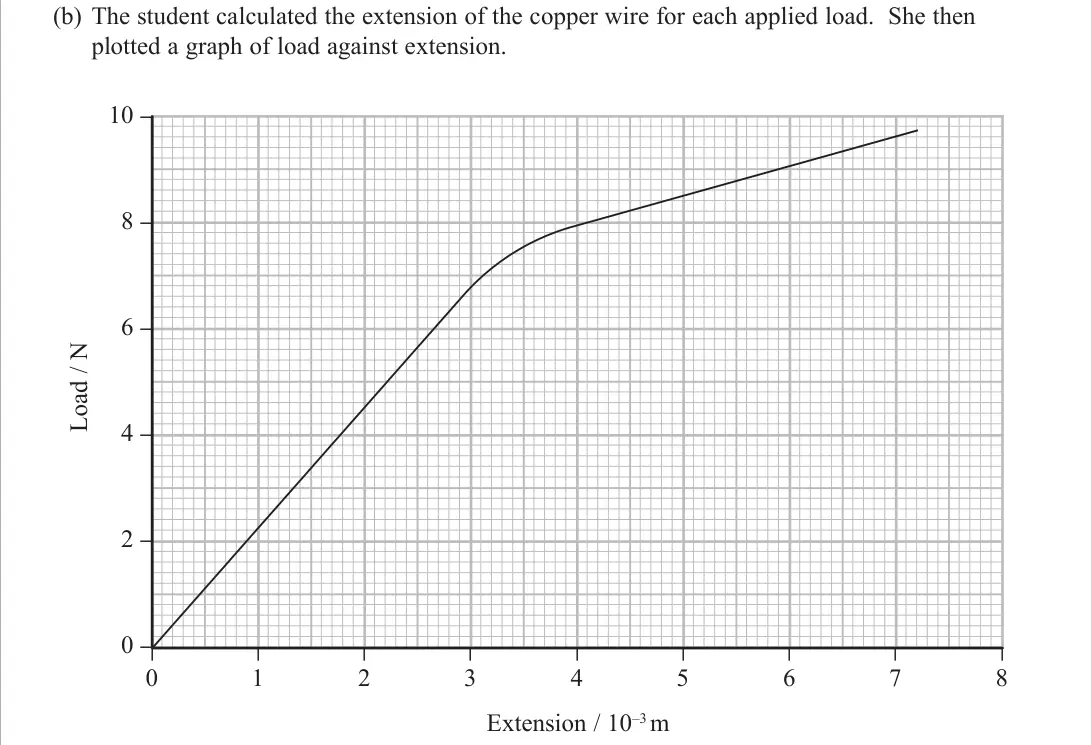 (b) The student calculated the extension of the copper wire for each applied load. She then
plotted a graph of load against extension.
10
8
6
4
2
0
Load / N
0 1 2 3 4 5 6 7 8
Extension / 10⁻³ m